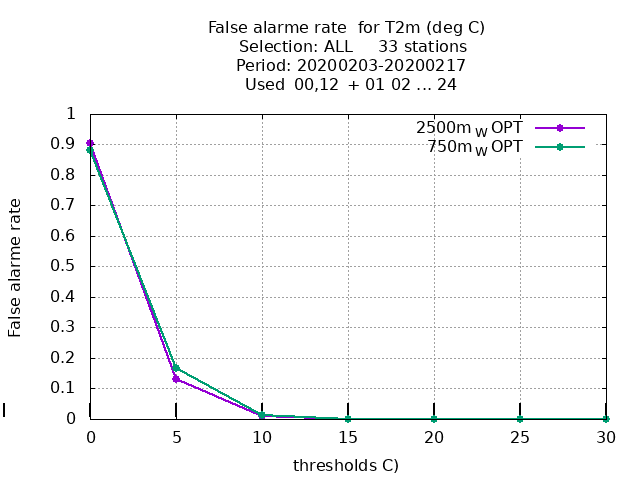 False alarme rate  for T2m (deg C)
Selection: ALL     33 stations
Period: 20200203-20200217
Used  00,12  + 01 02 ... 24
2500m_W OPT
750m_W OPT
1
0.9
0.8
0.7
0.6
0.5
0.4
0.3
0.2
0.1
0
False alarme rate
0 5 10 15 20 25 30
thresholds C)